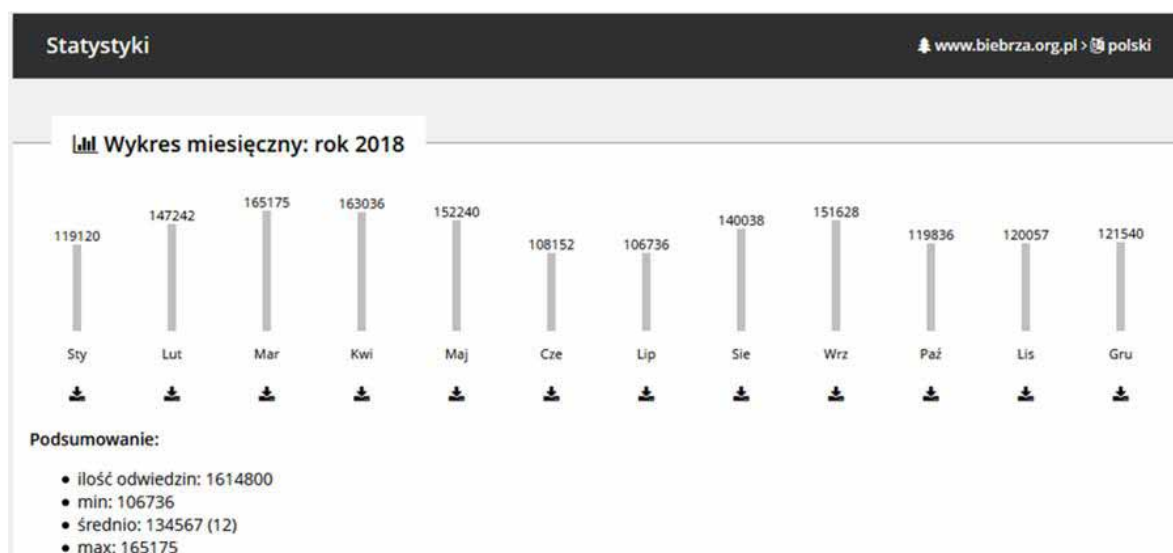 Statystyki
www.biebrza.org.pl > polski
Wykres miesięczny: rok 2018
119120 147242 165175 163036 152240 108152 106736 140038 151628 119836 120057 121540
Sty Lut Mar Kwi Maj Cze Lip Sie Wrz Paź Lis Gru
Podsumowanie:
• ilość odwiedzin: 1614800
• min: 106736
• średnio: 134567 (12)
• max: 165175